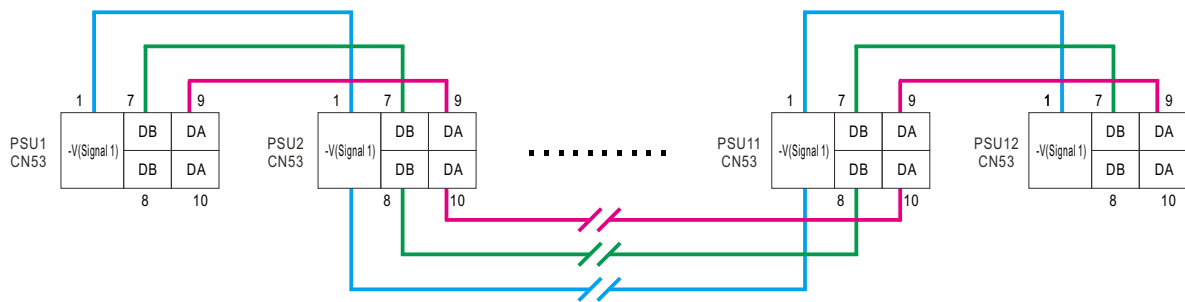 1 7 9 1 7 9 1 7 9 1 7 9
PSU1 -V(Signal 1) DB DA PSU2 -V(Signal 1) DB DA PSU11 -V(Signal 1) DB DA PSU12 -V(Signal 1) DB DA
CN53 DB DA CN53 DB DA CN53 DB DA CN53 DB DA
8 10 8 10 8 10 8 10